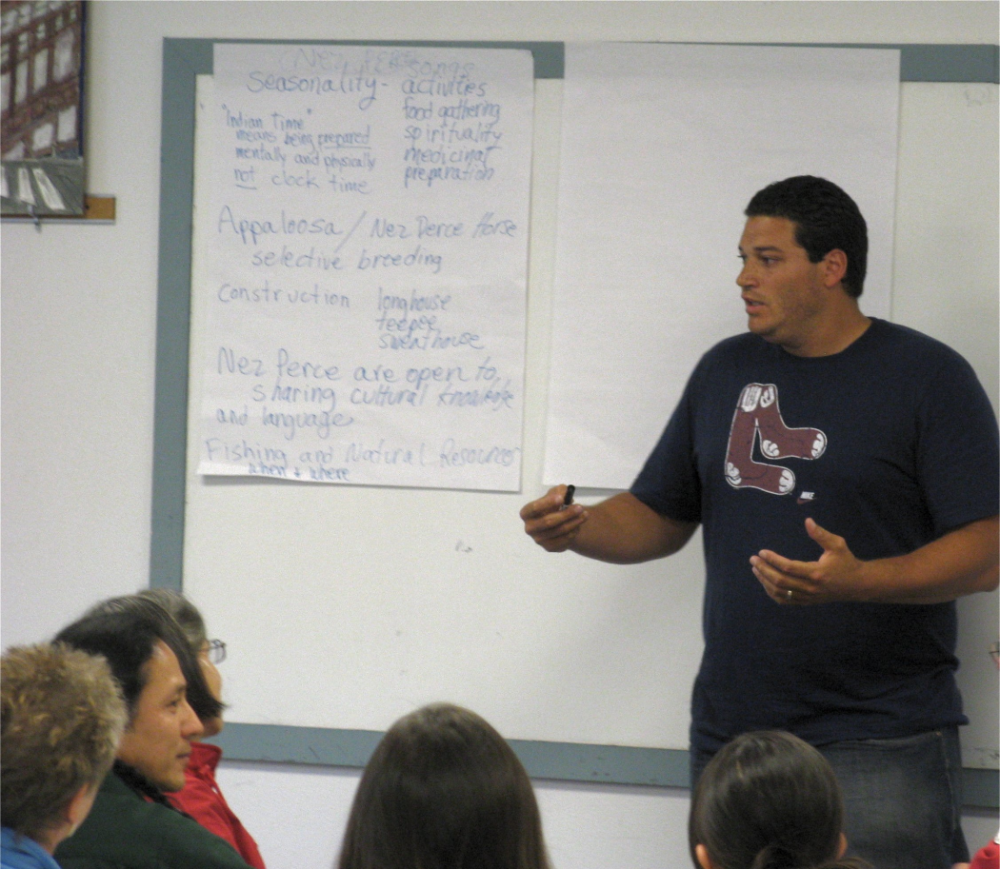 Nez Perce songs
Seasonality - activities
food gathering
spirituality
medicinal
preparation
"Indian Time"
means being prepared
mentally and physically
not clock time
Appaloosa / Nez Perce Horse
selective breeding
Construction longhouse
teepee
sweathouse
Nez Perce are open to
sharing cultural knowledge
and language
Fishing and Natural Resources
when + where
NIKE